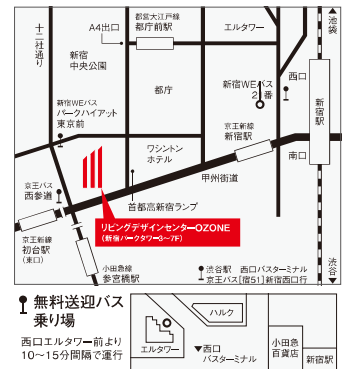 十二社通り
A4出口
都営大江戸線
都庁前駅
エルタワー
池袋
新宿
中央公園
都庁
新宿WEバス
2番
西口
新宿駅
新宿WEバス
パークハイアット
東京前
ワシントン
ホテル
京王新線
新宿駅
南口
甲州街道
京王バス
西参道
首都高新宿ランプ
リビングデザインセンターOZONE
(新宿パークタワー3~7F)
京王新線
初台駅
(東口)
小田急線
参宮橋駅
渋谷駅 西口バスターミナル
京王バス[宿51]新宿西口行
渋谷
無料送迎バス
乗り場
西口エルタワー前より
10~15分間隔で運行
ハルク
エルタワー
▼西口
バスターミナル
小田急
百貨店
新宿駅